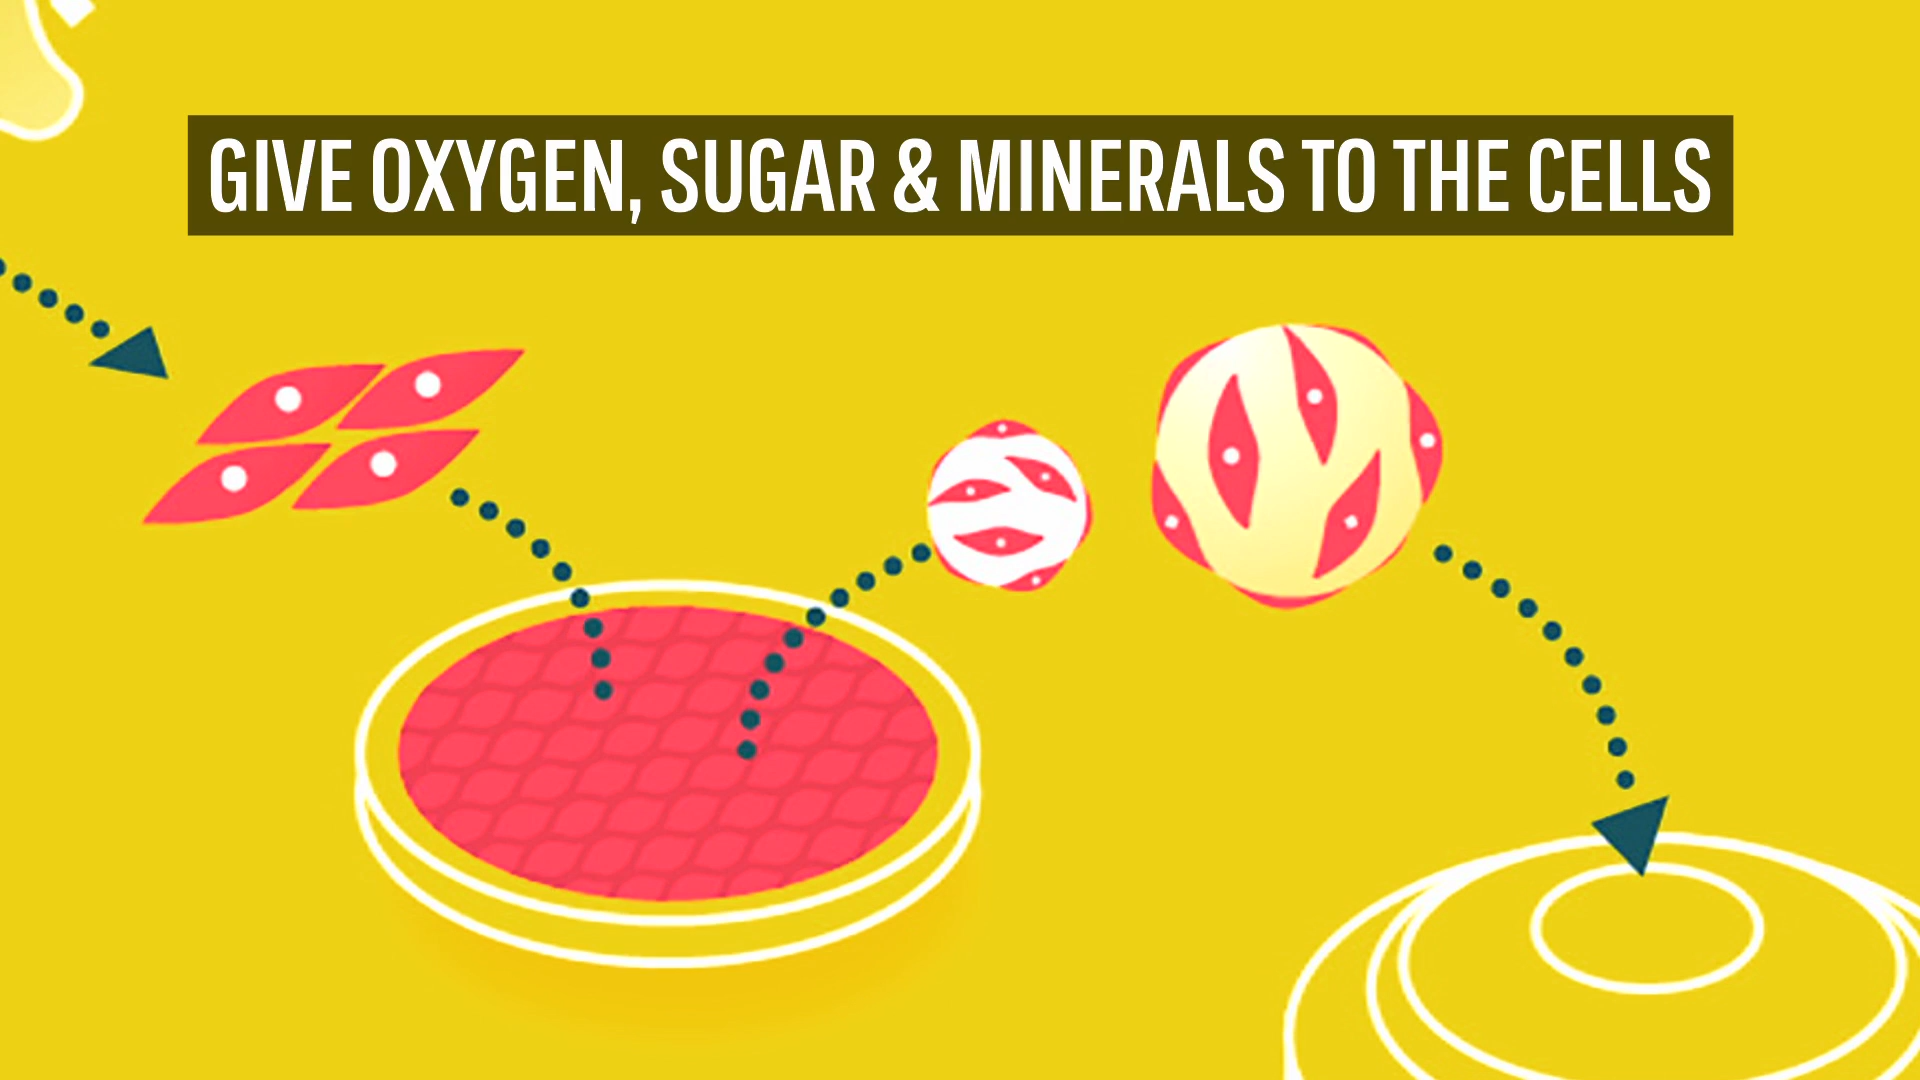 GIVE OXYGEN, SUGAR & MINERALS TO THE CELLS